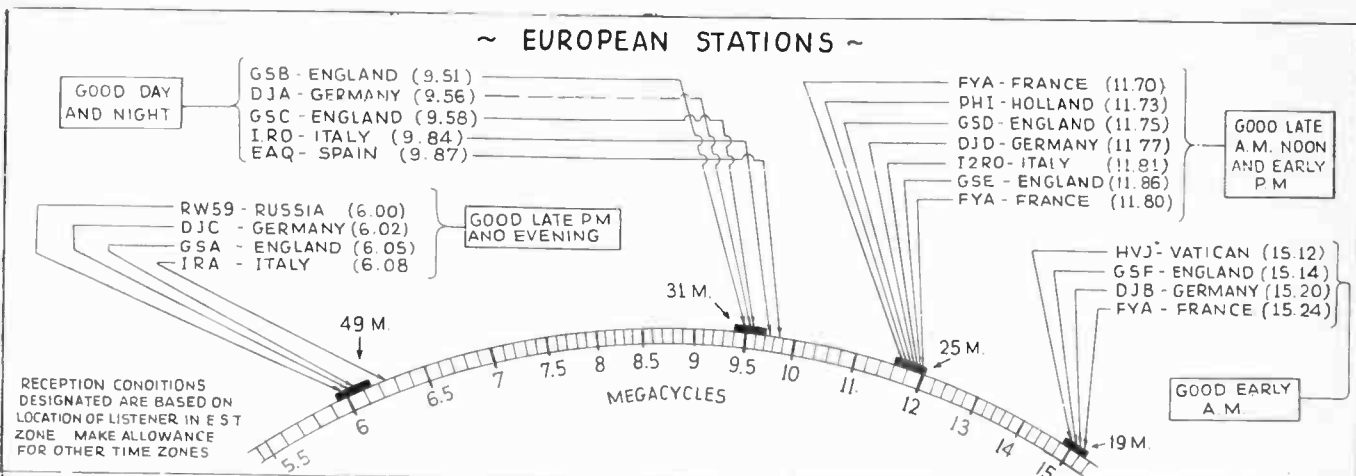 ~ EUROPEAN STATIONS ~
GOOD DAY
AND NIGHT
GSB - ENGLAND (9.51)
DJA - GERMANY (9.56)
GSC - ENGLAND (9.58)
I.RO - ITALY (9.84)
EAQ - SPAIN (9.87)
RW59 - RUSSIA (6.00)
DJC - GERMANY (6.02)
GSA - ENGLAND (6.05)
IRA - ITALY (6.08
GOOD LATE P.M
AND EVENING
FYA - FRANCE (11.70)
PHI - HOLLAND (11.73)
GSD - ENGLAND (11.75)
DJD - GERMANY (11.77)
I2RO - ITALY (11.81)
GSE - ENGLAND (11.86)
FYA - FRANCE (11.80)
GOOD LATE
A.M. NOON
AND EARLY
P M
HVJ - VATICAN (15.12)
GSF - ENGLAND (15.14)
DJB - GERMANY (15.20)
FYA - FRANCE (15.24)
GOOD EARLY
A.M.
49 M.
31 M.
25 M.
19 M.
5.5 6 6.5 7 7.5 8 8.5 9 9.5 10 11. 12 13 14 15
MEGACYCLES
RECEPTION CONDITIONS
DESIGNATED ARE BASED ON
LOCATION OF LISTENER IN E S T
ZONE MAKE ALLOWANCE
FOR OTHER TIME ZONES